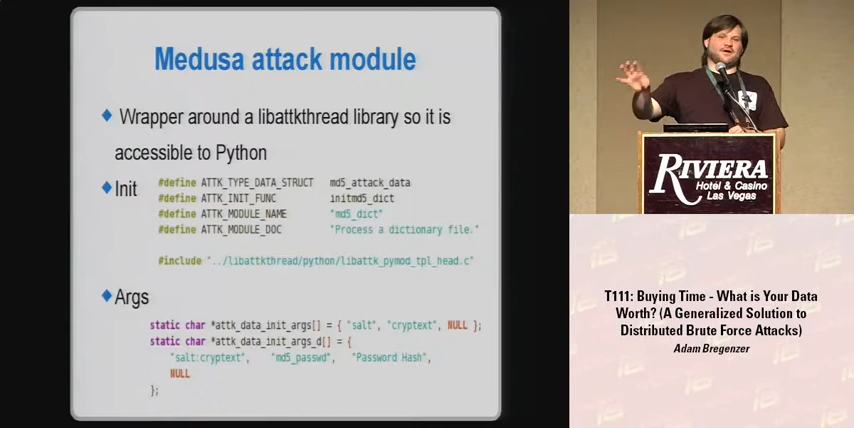 Medusa attack module
Wrapper around a libattkthread library so it is
accessible to Python
Init
#define ATTK_TYPE_DATA_STRUCT md5_attack_data
#define ATTK_INIT_FUNC initmd5_dict
#define ATTK_MODULE_NAME "md5_dict"
#define ATTK_MODULE_DOC "Process a dictionary file."
#include "../libattkthread/python/libattk_pymod_tpl_head.c"
Args
static char *attk_data_init_args[] = { "salt", "cryptext", NULL };
static char *attk_data_init_args_d[] = {
"salt:cryptext", "md5_passwd", "Password Hash",
NULL
};
RIVIERA
Hotel & Casino
Las Vegas
T111: Buying Time - What is Your Data
Worth? (A Generalized Solution to
Distributed Brute Force Attacks)
Adam Bregenzer